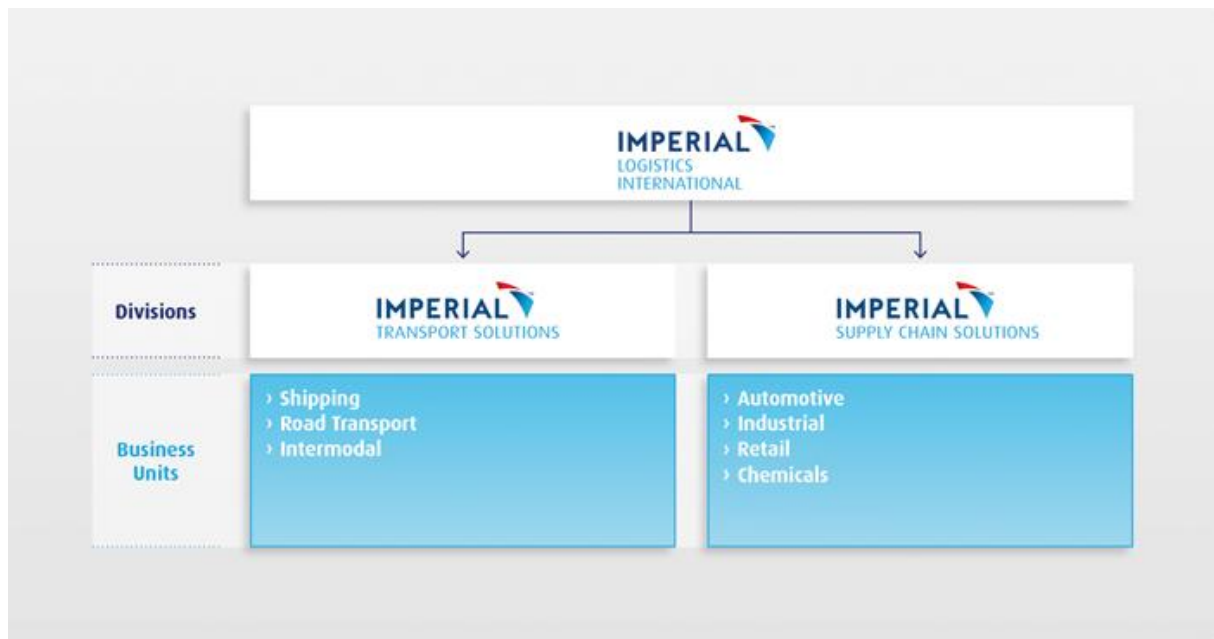 IMPERIAL
LOGISTICS
INTERNATIONAL
Divisions
IMPERIAL
TRANSPORT SOLUTIONS
IMPERIAL
SUPPLY CHAIN SOLUTIONS
Business
Units
› Shipping
› Road Transport
› Intermodal
› Automotive
› Industrial
› Retail
› Chemicals